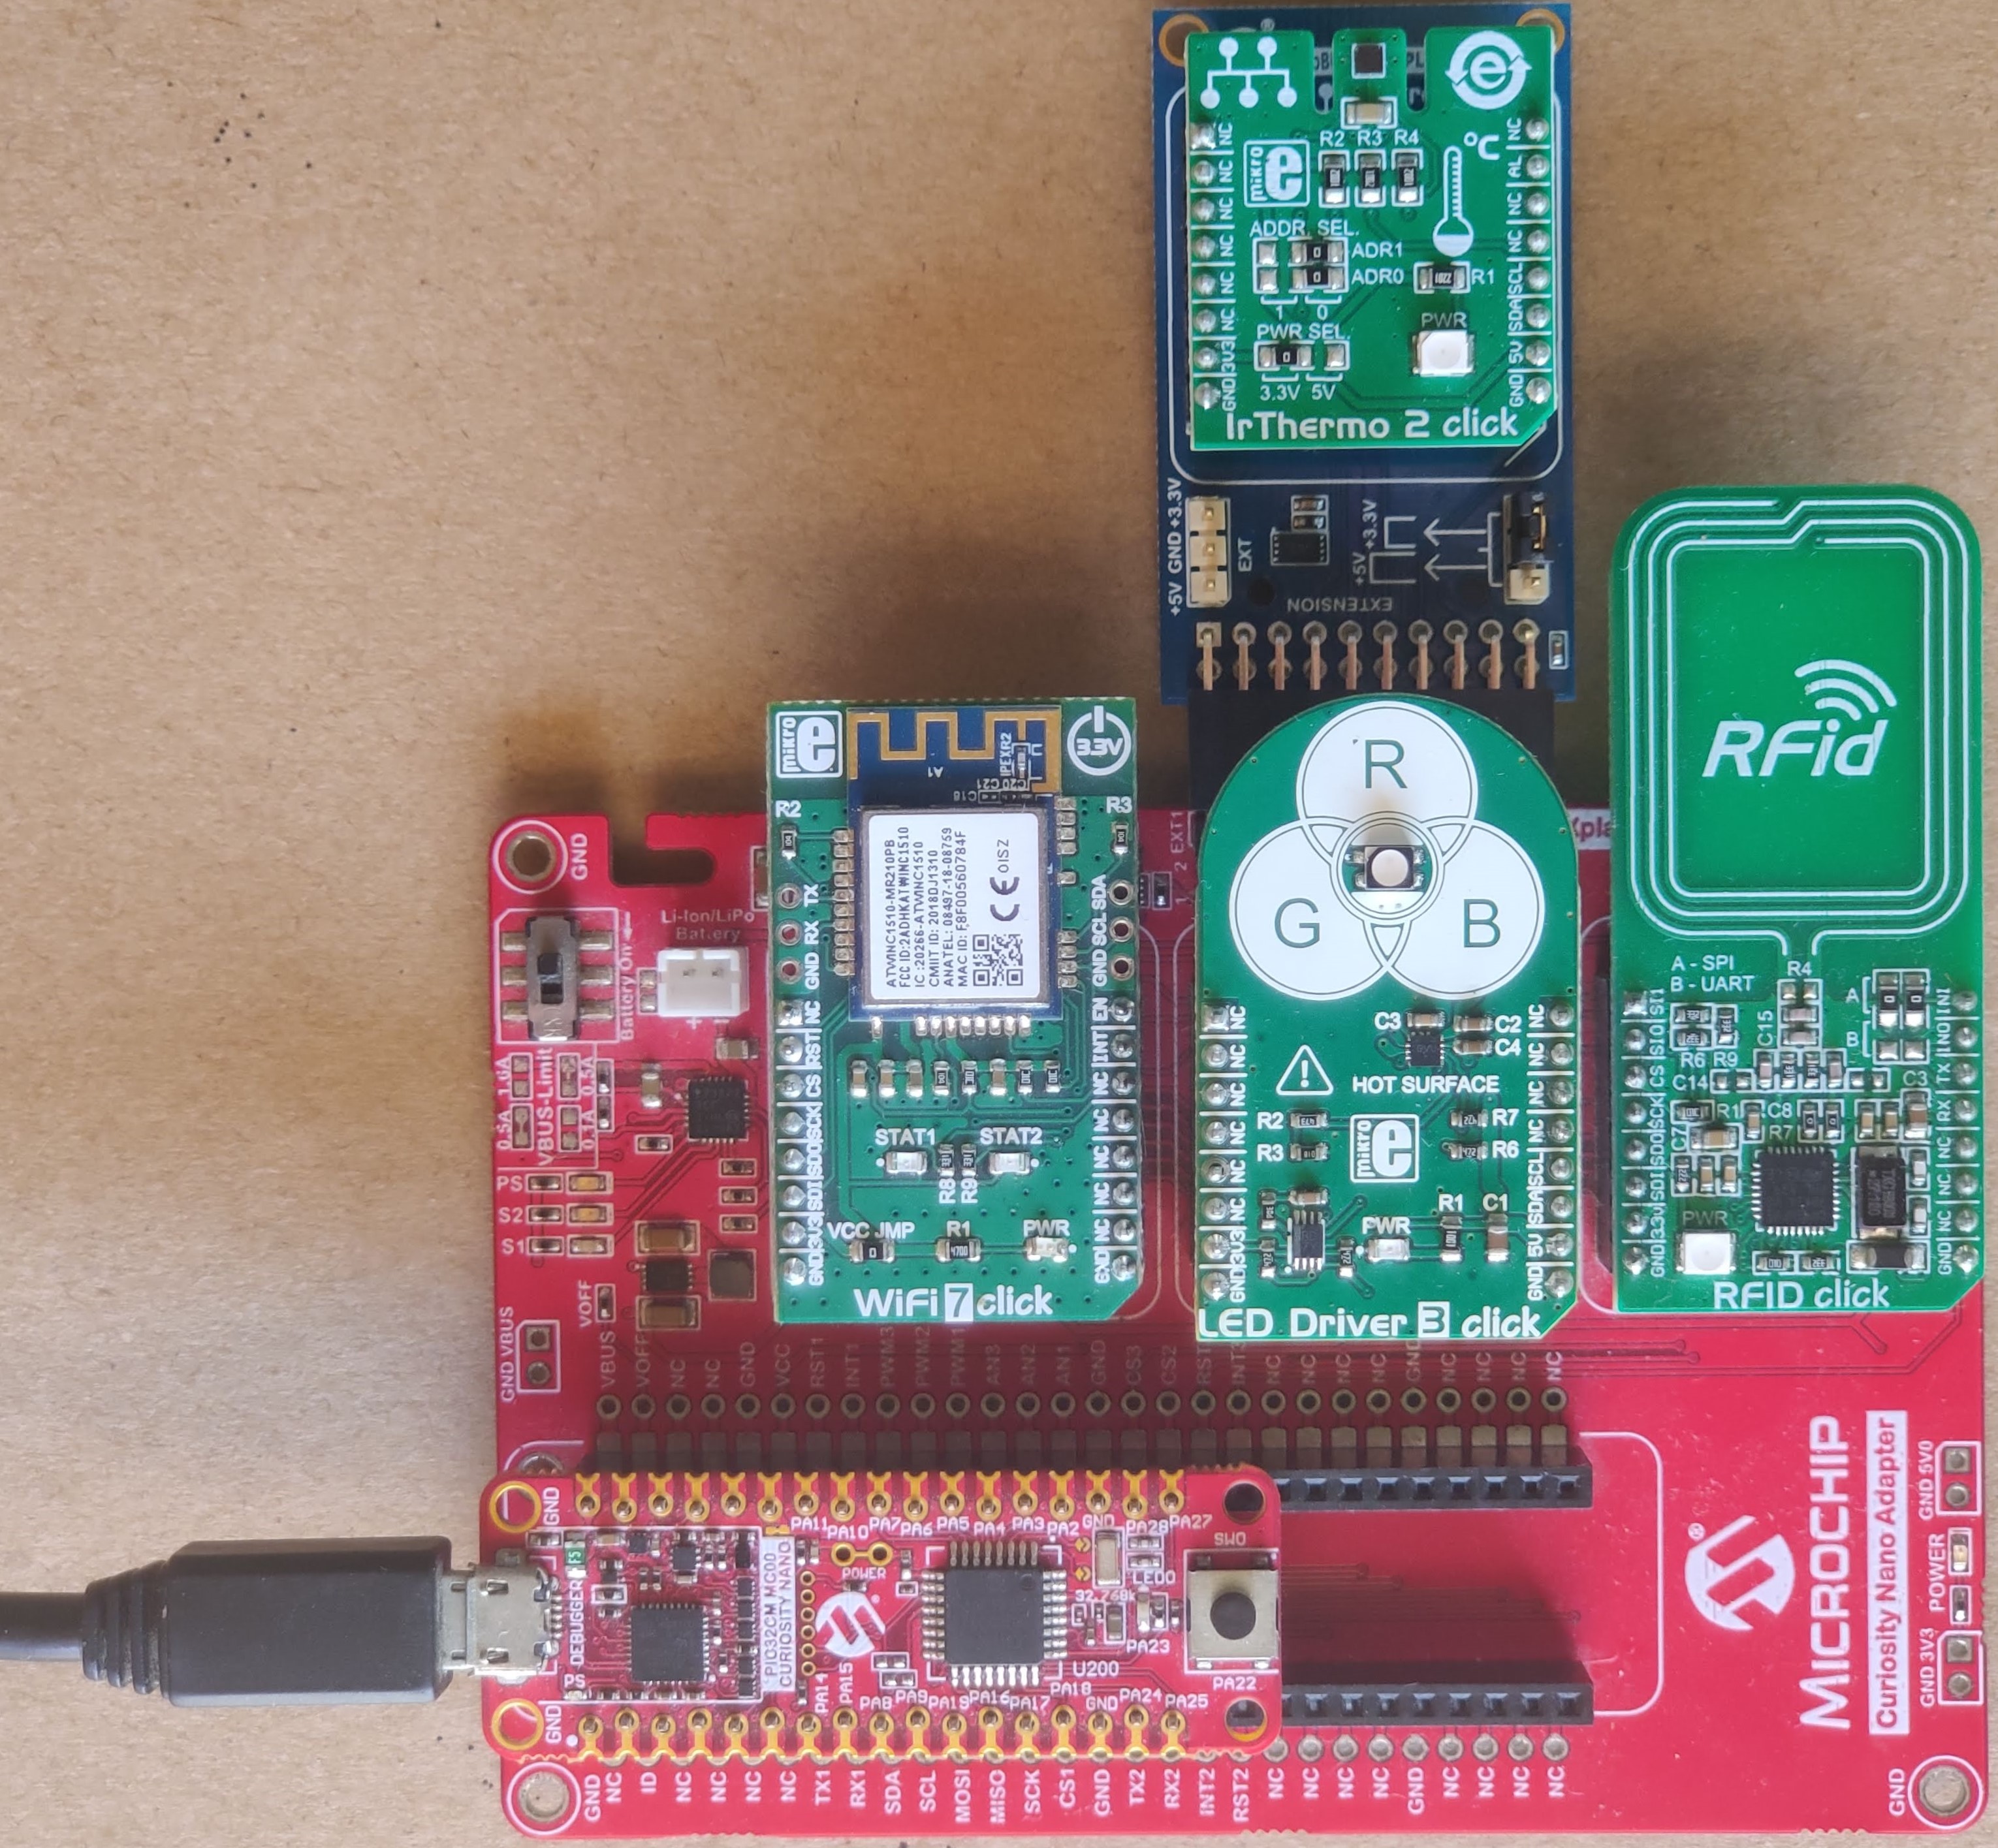 R2 R3 R4
°C
mikro e
NC
NC
NC
NC
NC
NC
3V3
GND
NC
AL
NC
NC
SCL
SDA
5V
GND
ADDR. SEL.
ADR1
ADR0
R1
1 0
PWR SEL.
PWR
3.3V 5V
IrThermo 2 click
+5V GND +3.3V
EXT
+5V +3.3V
EXTENSION
RFid
A - SPI
B - UART
R4
A
B
C15
R6 R9
C14
R1 C8
R7
C7
C3
PWR
SI1
SIO
CS
SCK
SDO
SDI
3.3V
GND
INI
INO
TX
RX
NC
NC
NC
GND
RFID click
R
G B
C3 C2
C4
HOT SURFACE
R2 R7
R3 R6
mikro e
PWR R1 C1
NC
NC
NC
NC
NC
NC
3V3
GND
NC
NC
NC
NC
SCL
SDA
5V
GND
LED Driver 3 click
mikro e
3.3V
A1
IPEXR2
C20 C21
C18
R2 R3
ATWINC1510-MR210PB
FCC ID:2ADHKATWINC1510
IC :20266-ATWINC1510
CMIIT ID: 2018DJ1310
ANATEL: 08497-18-08759
MAC ID: F8F00560784F
CE
TX
RX
GND
NC
RST
CS
SCK
SDO
SDI
3V3
GND
SDA
SCL
GND
EN
INT
NC
NC
NC
NC
NC
GND
STAT1 STAT2
R8 R9
VCC JMP R1 PWR
WiFi 7 click
EXT1
1 2
GND
Li-Ion/LiPo
Battery
+ -
Battery On
VBUS-Limit
1.0A 0.5A
0.5A 0.1A
PS
S2
S1
VOFF
GND VBUS
VBUS
VOFF
NC
NC
GND
VCC
RST1
INT1
PWM3
PWM2
PWM1
AN3
AN2
AN1
GND
CS3
CS2
NC
NC
NC
NC
GND
NC
NC
NC
NC
MICROCHIP
Curiosity Nano Adapter
GND 5V0
POWER
GND 3V3
GND
GND
PA11 PA10 PA7 PA6 PA5 PA4 PA3 PA2 GND PA28 PA27
DEBUGGER
PS
PIC32CM MC00
CURIOSITY NANO
POWER
LED0
SW0
PA23
PA22
U200
PA14 PA15 PA8 PA9 PA19 PA16 PA17 PA18 GND PA24 PA25
GND
GND
NC
ID
NC
NC
NC
NC
TX1
RX1
SDA
SCL
MOSI
MISO
SCK
CS1
GND
TX2
RX2
INT2
RST2
NC
NC
NC
NC
GND
NC
NC
NC
NC